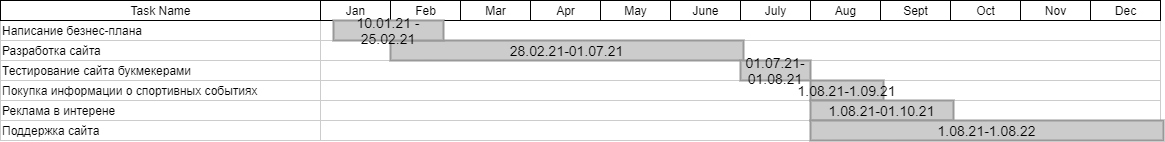 Task Name Jan Feb Mar Apr May June July Aug Sept Oct Nov Dec
Написание безнес-плана 10.01.21 -
25.02.21
Разработка сайта 28.02.21-01.07.21
Тестирование сайта букмекерами 01.07.21-
01.08.21
Покупка информации о спортивных событиях 1.08.21-1.09.21
Реклама в интерене 1.08.21-01.10.21
Поддержка сайта 1.08.21-1.08.22